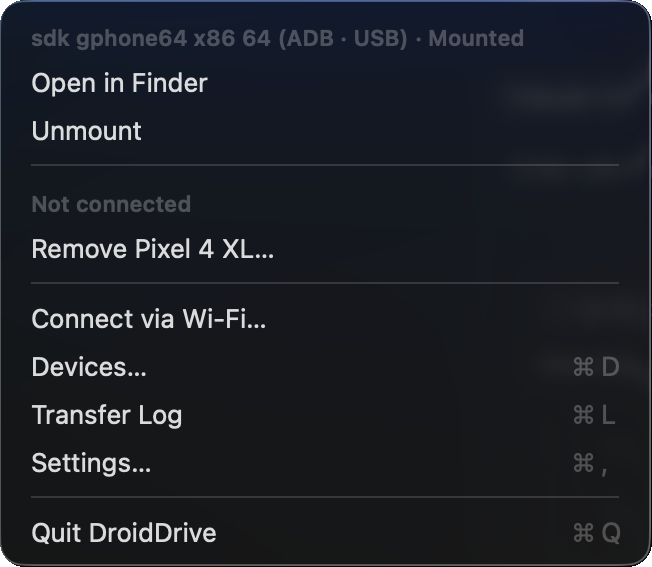 sdk gphone64 x86 64 (ADB · USB) · Mounted
Open in Finder
Unmount
Not connected
Remove Pixel 4 XL...
Connect via Wi-Fi...
Devices... ⌘ D
Transfer Log ⌘ L
Settings... ⌘ ,
Quit DroidDrive ⌘ Q